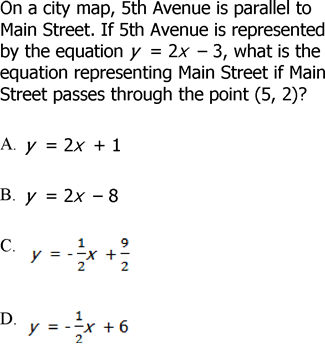 On a city map, 5th Avenue is parallel to
Main Street. If 5th Avenue is represented
by the equation y = 2x − 3, what is the
equation representing Main Street if Main
Street passes through the point (5, 2)?
A. y = 2x + 1
B. y = 2x − 8
C. y = -1/2x + 9/2
D. y = -1/2x + 6